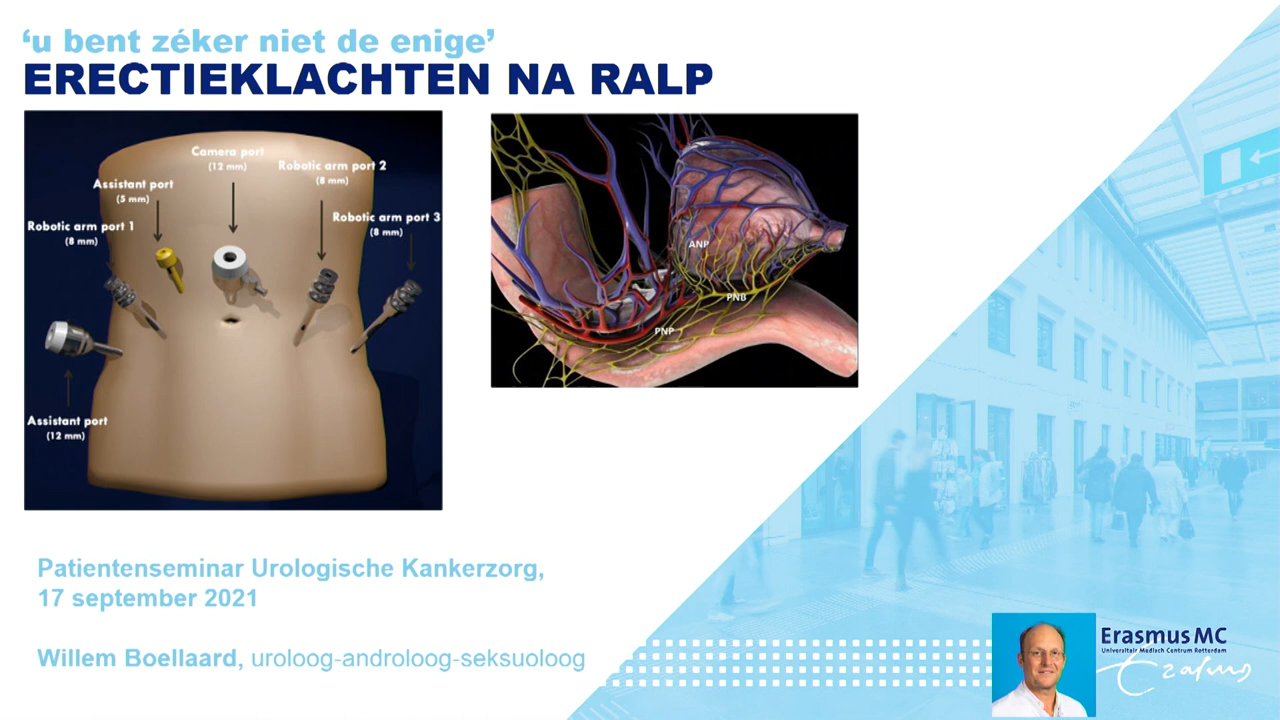 ‘u bent zéker niet de enige’
ERECTIEKLACHTEN NA RALP
Camera port
(12 mm)
Robotic arm port 2
(8 mm)
Assistant port
(5 mm)
Robotic arm port 3
(8 mm)
Robotic arm port 1
(8 mm)
Assistant port
(12 mm)
ANP
PNB
PNP
Patientenseminar Urologische Kankerzorg,
17 september 2021
Willem Boellaard, uroloog-androloog-seksuoloog
Erasmus MC
Universitair Medisch Centrum Rotterdam
Erasmus